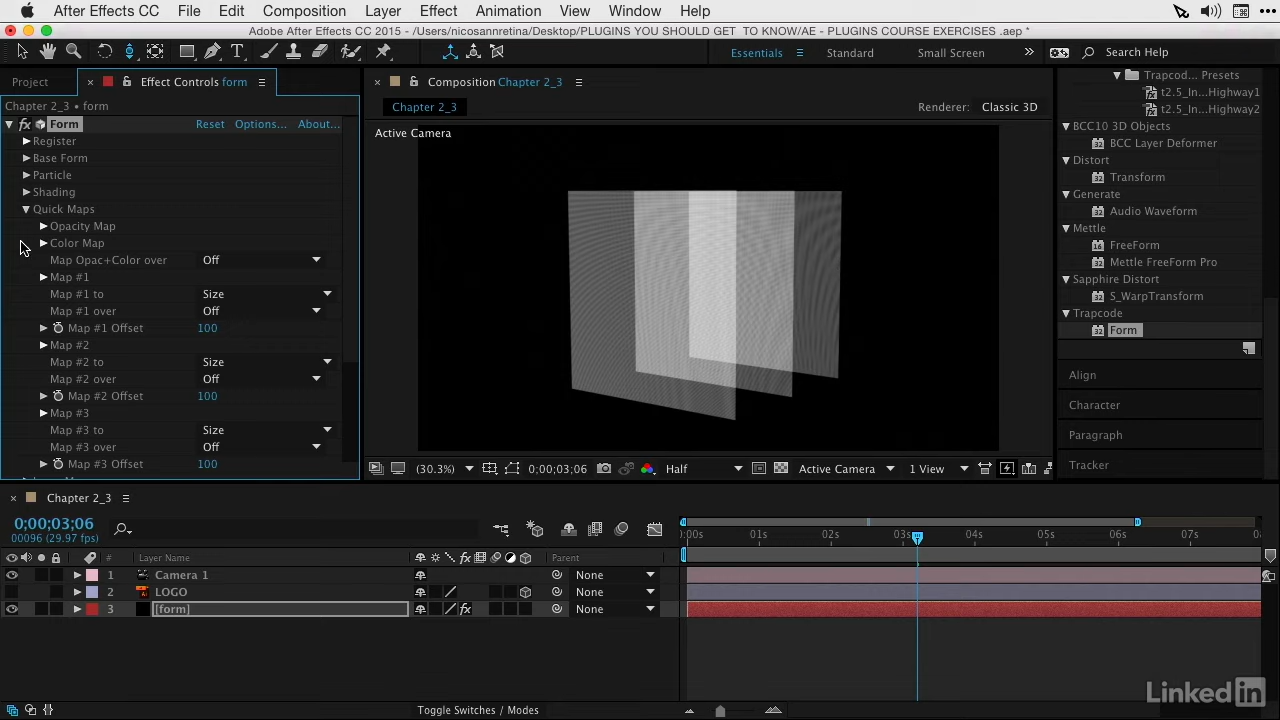 After Effects CC File Edit Composition Layer Effect Animation View Window Help
Adobe After Effects CC 2015 - /Users/nicosannretina/Desktop/PLUGINS YOU SHOULD GET TO KNOW/AE - PLUGINS COURSE EXERCISES .aep *
Essentials Standard Small Screen Search Help
Project × Effect Controls form
Chapter 2_3 • form
fx Form Reset Options... About...
Register
Base Form
Particle
Shading
Quick Maps
Opacity Map
Color Map
Map Opac+Color over Off
Map #1
Map #1 to Size
Map #1 over Off
Map #1 Offset 100
Map #2
Map #2 to Size
Map #2 over Off
Map #2 Offset 100
Map #3
Map #3 to Size
Map #3 over Off
Map #3 Offset 100
× Composition Chapter 2_3
Chapter 2_3 Renderer: Classic 3D
Active Camera
(30.3%) 0;00;03;06 Half Active Camera 1 View
Trapcod... Presets
t2.5_In...Highway1
t2.5_In...Highway2
BCC10 3D Objects
BCC Layer Deformer
Distort
Transform
Generate
Audio Waveform
Mettle
FreeForm
Mettle FreeForm Pro
Sapphire Distort
S_WarpTransform
Trapcode
Form
Align
Character
Paragraph
Tracker
× Chapter 2_3
0;00;03;06
00096 (29.97 fps)
):00s 01s 02s 03s 04s 05s 06s 07s
# Layer Name Parent
1 Camera 1 None
2 LOGO None
3 [form] fx None
Toggle Switches / Modes
LinkedIn